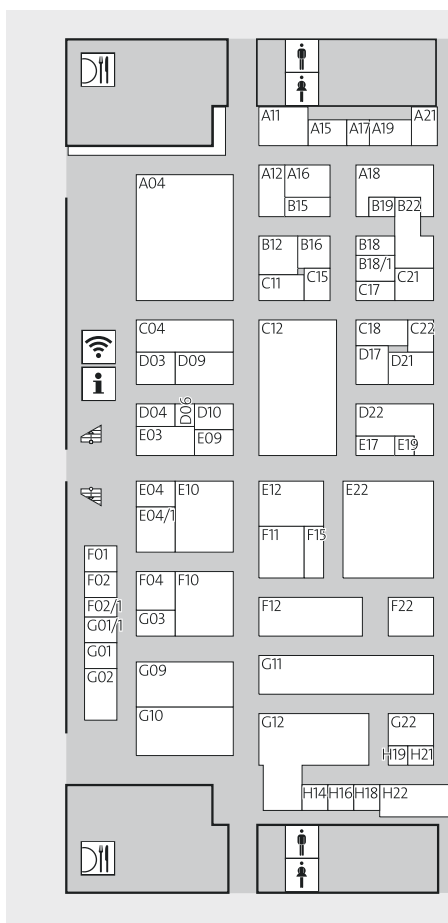 A11
A15
A17
A19
A21
A04
A12
A16
A18
B15
B19
B22
B12
B16
B18
B18/1
C11
C15
C17
C21
C04
C12
C18
C22
D03
D09
D17
D21
D04
D06
D10
D22
E03
E09
E17
E19
E04
E10
E12
E22
E04/1
F11
F15
F01
F02
F04
F10
F12
F22
F02/1
G01/1
G03
G01
G02
G09
G11
G10
G12
G22
H19
H21
H14
H16
H18
H22